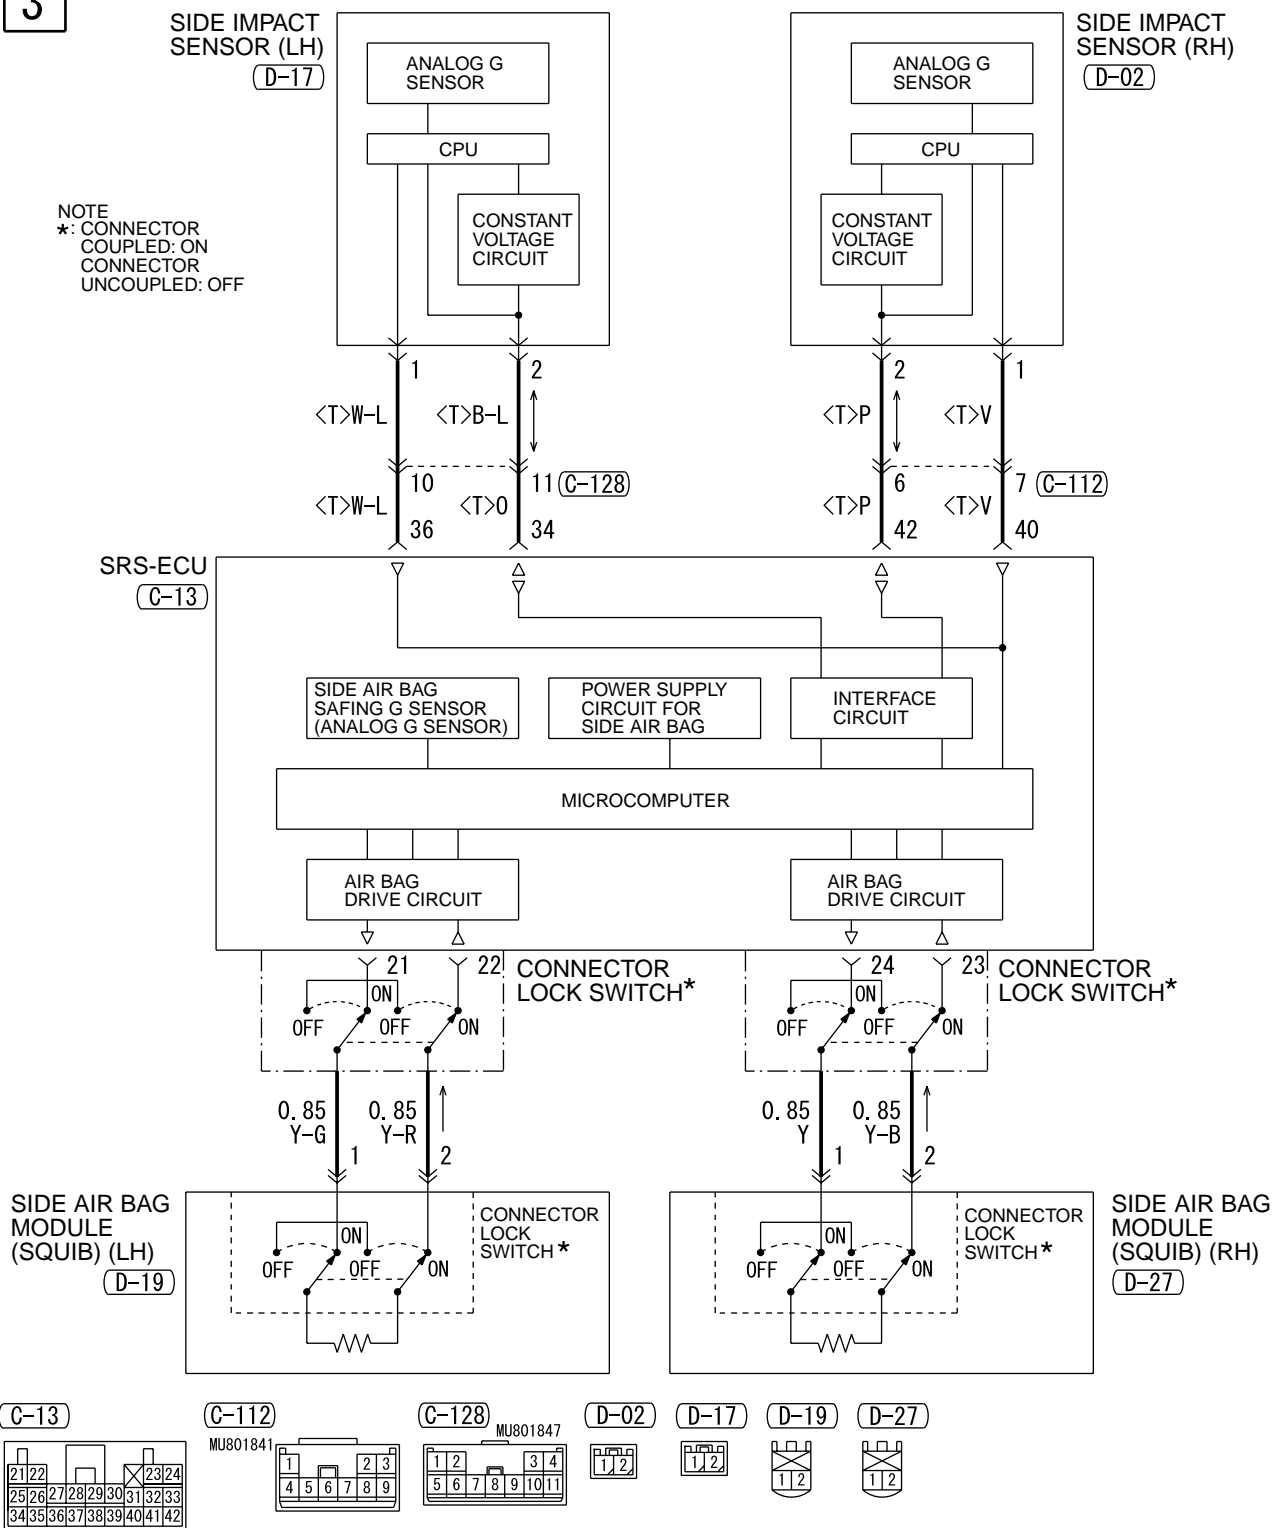 3
SIDE IMPACT
SENSOR (LH)
D-17
ANALOG G
SENSOR
CPU
CONSTANT
VOLTAGE
CIRCUIT
SIDE IMPACT
SENSOR (RH)
D-02
ANALOG G
SENSOR
CPU
CONSTANT
VOLTAGE
CIRCUIT
NOTE
*: CONNECTOR
COUPLED: ON
CONNECTOR
UNCOUPLED: OFF
1 2 2 1
<T>W-L <T>B-L <T>P <T>V
10 11 C-128 6 7 C-112
<T>W-L <T>O <T>P <T>V
36 34 42 40
SRS-ECU
C-13
SIDE AIR BAG
SAFING G SENSOR
(ANALOG G SENSOR)
POWER SUPPLY
CIRCUIT FOR
SIDE AIR BAG
INTERFACE
CIRCUIT
MICROCOMPUTER
AIR BAG
DRIVE CIRCUIT
AIR BAG
DRIVE CIRCUIT
21 22 CONNECTOR
LOCK SWITCH*
OFF ON OFF ON
24 23 CONNECTOR
LOCK SWITCH*
OFF ON OFF ON
0.85 0.85 0.85 0.85
Y-G Y-R Y Y-B
1 2 1 2
SIDE AIR BAG
MODULE
(SQUIB) (LH)
D-19
OFF ON OFF ON
CONNECTOR
LOCK
SWITCH*
OFF ON OFF ON
CONNECTOR
LOCK
SWITCH*
SIDE AIR BAG
MODULE
(SQUIB) (RH)
D-27
C-13
21 22 23 24
25 26 27 28 29 30 31 32 33
34 35 36 37 38 39 40 41 42
C-112
MU801841
1 2 3
4 5 6 7 8 9
C-128
MU801847
1 2 3 4
5 6 7 8 9 10 11
D-02
1 2
D-17
1 2
D-19
1 2
D-27
1 2